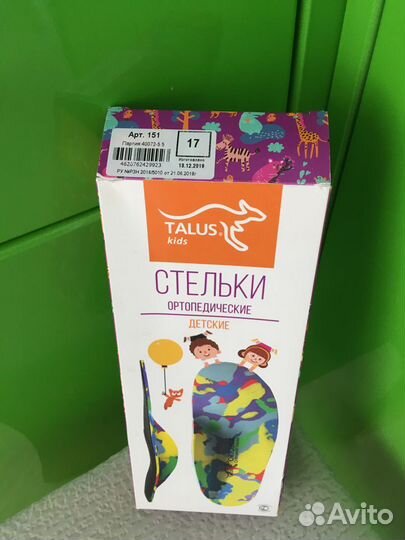 Арт. 151
Партия:40072-5 5
17
Изготовлено
18.12.2019
4620762429923
РУ №РЗН 2016/5010 от 21.06.2018г
TALUS®
kids
СТЕЛЬКИ
ОРТОПЕДИЧЕСКИЕ
ДЕТСКИЕ
Avito